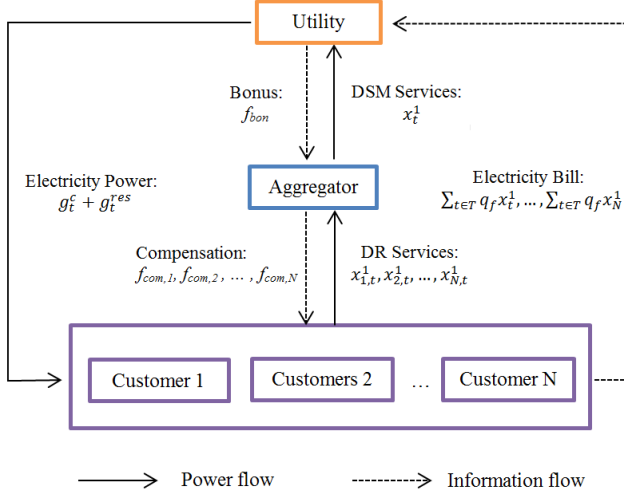 Utility
Bonus:
f_bon
DSM Services:
x_t^1
Electricity Power:
g_t^c + g_t^res
Aggregator
Electricity Bill:
∑_{t∈T} q_f x_t^1, ..., ∑_{t∈T} q_f x_N^1
Compensation:
f_com,1, f_com,2 , ... , f_com,N
DR Services:
x_{1,t}^1, x_{2,t}^1, ..., x_{N,t}^1
Customer 1
Customers 2
...
Customer N
Power flow
Information flow